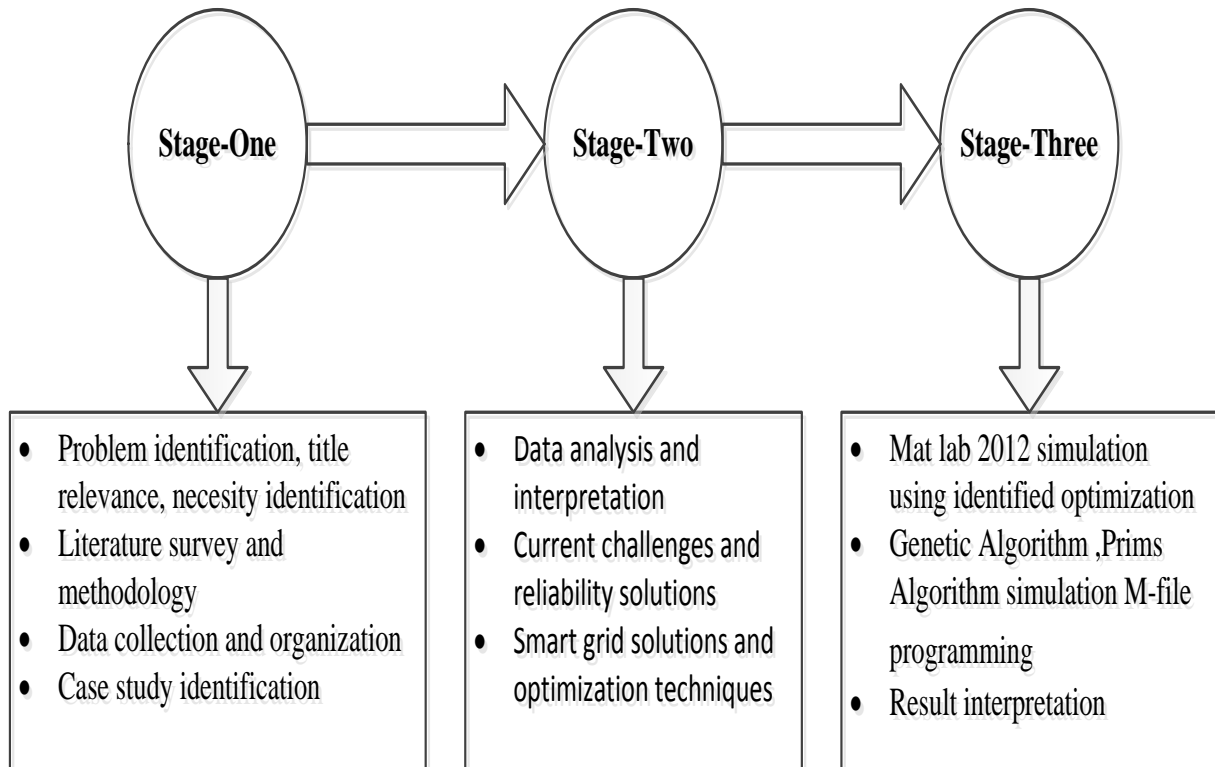 Stage-One
Stage-Two
Stage-Three
• Problem identification, title
relevance, necesity identification
• Literature survey and
methodology
• Data collection and organization
• Case study identification
• Data analysis and
interpretation
• Current challenges and
reliability solutions
• Smart grid solutions and
optimization techniques
• Mat lab 2012 simulation
using identified optimization
• Genetic Algorithm ,Prims
Algorithm simulation M-file
programming
• Result interpretation